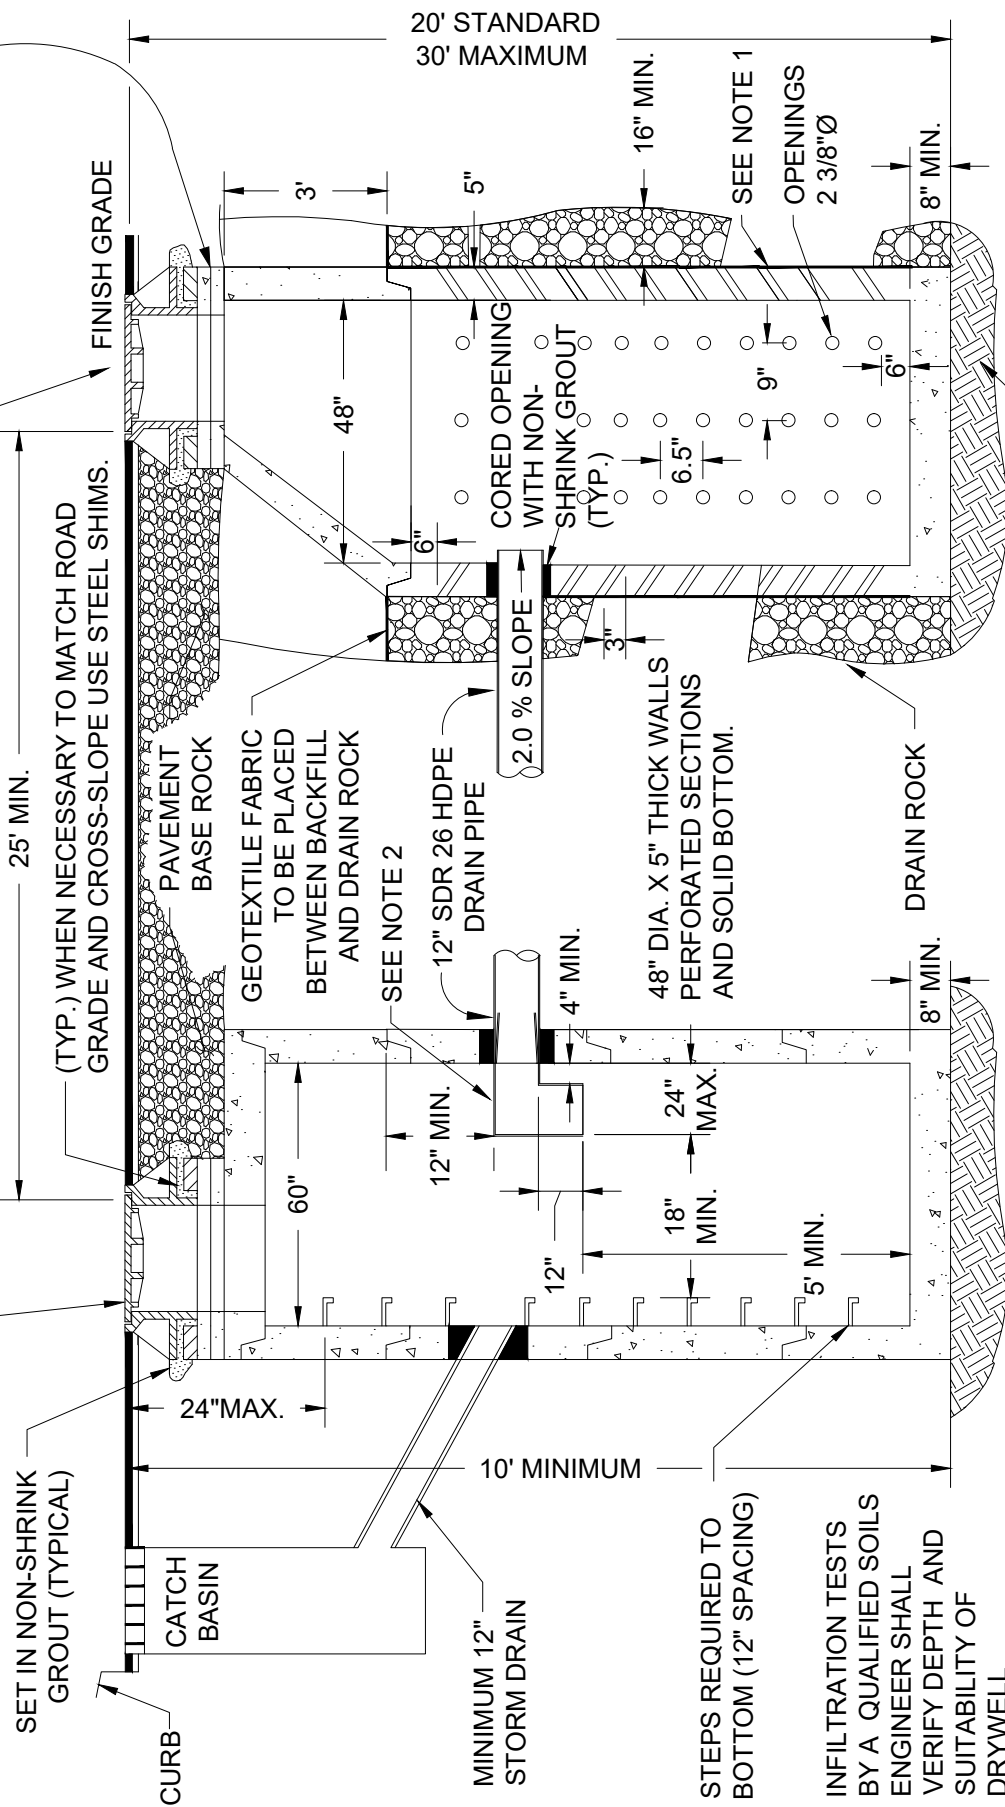 20' STANDARD
30' MAXIMUM
FINISH GRADE
3'
5"
16" MIN.
SEE NOTE 1
OPENINGS
2 3/8"Ø
8" MIN.
25' MIN.
(TYP.) WHEN NECESSARY TO MATCH ROAD
GRADE AND CROSS-SLOPE USE STEEL SHIMS.
PAVEMENT
BASE ROCK
GEOTEXTILE FABRIC
TO BE PLACED
BETWEEN BACKFILL
AND DRAIN ROCK
48"
6"
CORED OPENING
WITH NON-
SHRINK GROUT
(TYP.)
6.5"
9"
6"
2.0 % SLOPE
3"
SEE NOTE 2
12" SDR 26 HDPE
DRAIN PIPE
48" DIA. X 5" THICK WALLS
PERFORATED SECTIONS
AND SOLID BOTTOM.
DRAIN ROCK
60"
12" MIN.
4" MIN.
24"
MAX.
18"
MIN.
12"
5' MIN.
8" MIN.
SET IN NON-SHRINK
GROUT (TYPICAL)
24"MAX.
10' MINIMUM
CATCH
BASIN
CURB
MINIMUM 12"
STORM DRAIN
STEPS REQUIRED TO
BOTTOM (12" SPACING)
INFILTRATION TESTS
BY A QUALIFIED SOILS
ENGINEER SHALL
VERIFY DEPTH AND
SUITABILITY OF
DRYWELL